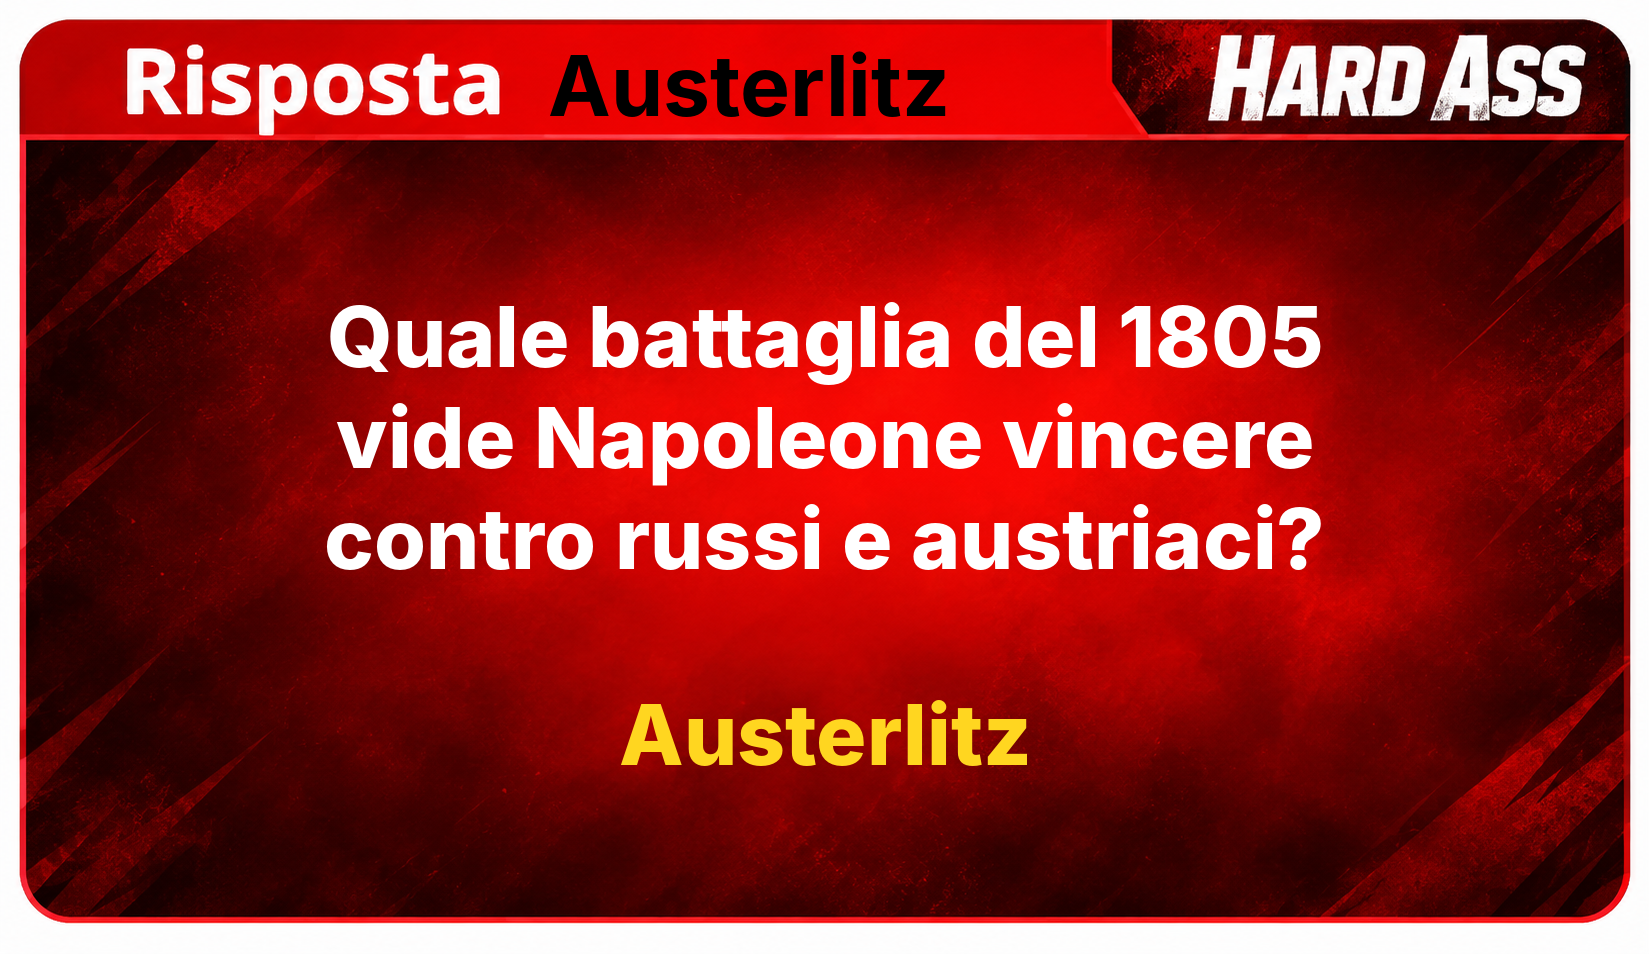 Risposta Austerlitz HARD ASS
Quale battaglia del 1805
vide Napoleone vincere
contro russi e austriaci?
Austerlitz